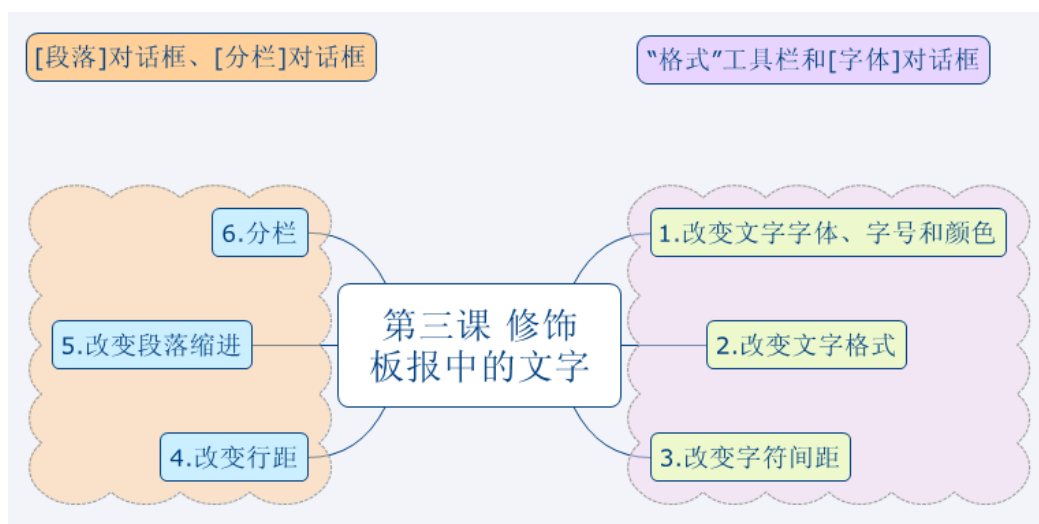 [段落]对话框、[分栏]对话框
“格式”工具栏和[字体]对话框
6.分栏
1.改变文字字体、字号和颜色
第三课 修饰
板报中的文字
5.改变段落缩进
2.改变文字格式
4.改变行距
3.改变字符间距